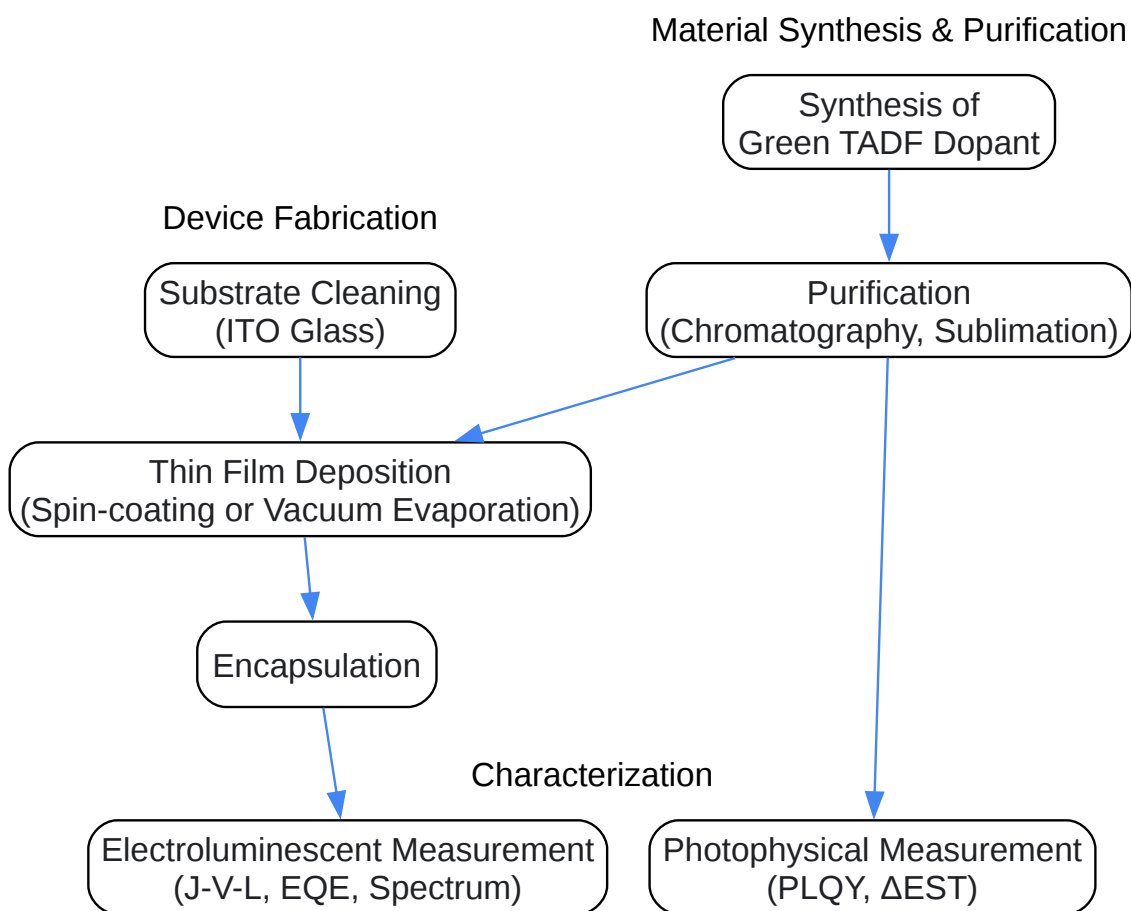 Material Synthesis & Purification
Synthesis of
Green TADF Dopant
Device Fabrication
Substrate Cleaning
(ITO Glass)
Purification
(Chromatography, Sublimation)
Thin Film Deposition
(Spin-coating or Vacuum Evaporation)
Encapsulation
Characterization
Electroluminescent Measurement
(J-V-L, EQE, Spectrum)
Photophysical Measurement
(PLQY, ΔEST)